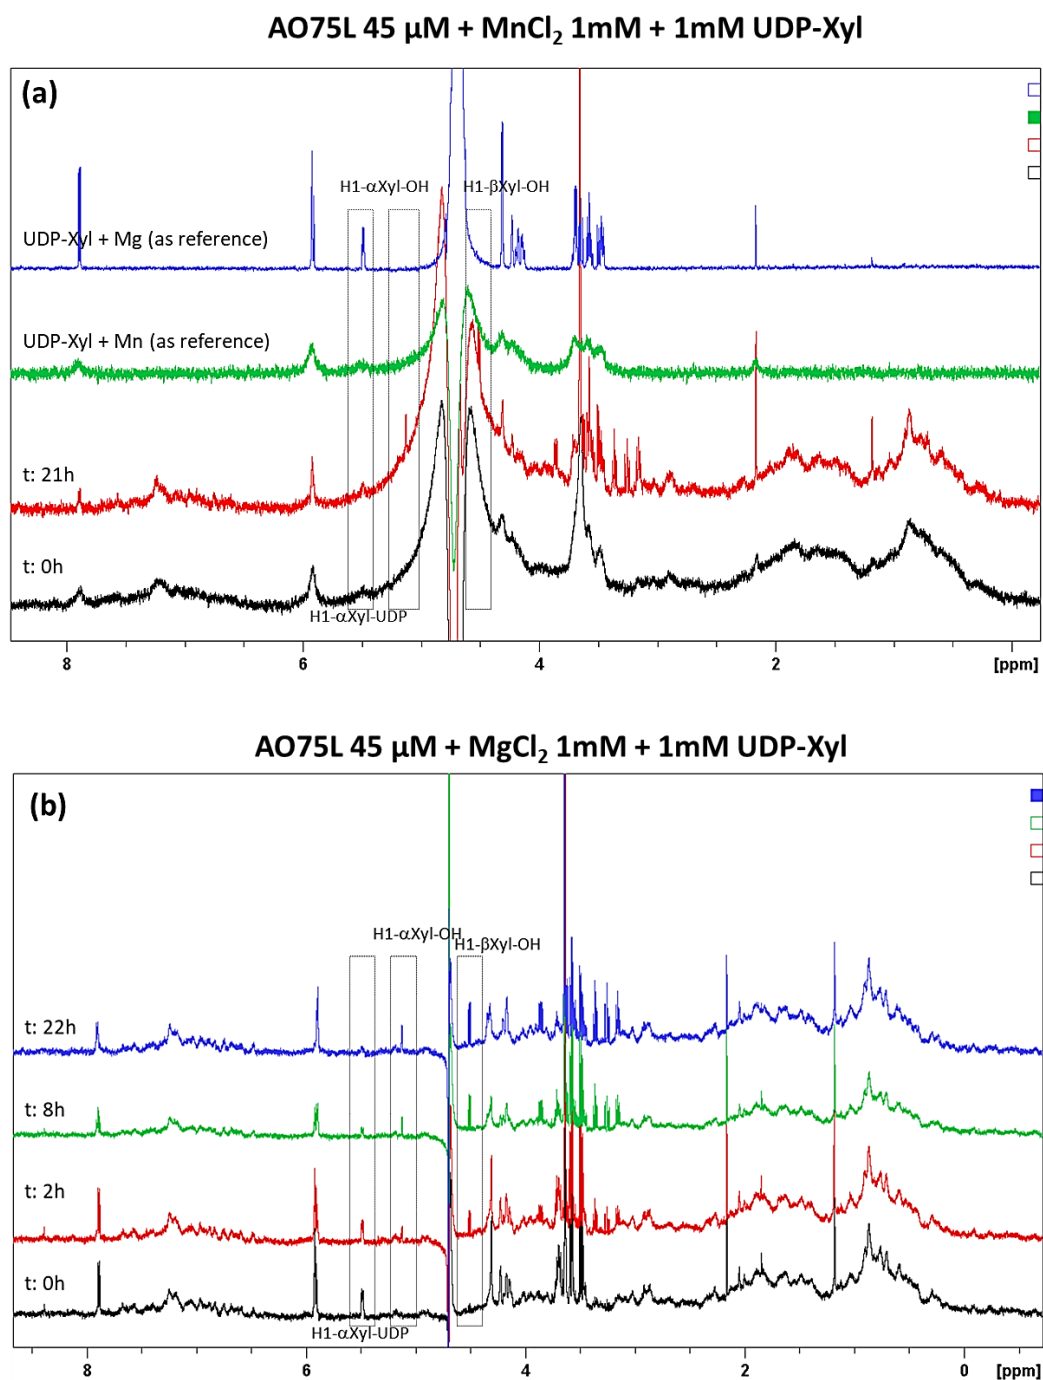 AO75L 45 µM + MnCl2 1mM + 1mM UDP-Xyl
(a)
H1-αXyl-OH H1-βXyl-OH
UDP-Xyl + Mg (as reference)
UDP-Xyl + Mn (as reference)
t: 21h
t: 0h
H1-αXyl-UDP
8 6 4 2 [ppm]
AO75L 45 µM + MgCl2 1mM + 1mM UDP-Xyl
(b)
H1-αXyl-OH H1-βXyl-OH
t: 22h
t: 8h
t: 2h
t: 0h
H1-αXyl-UDP
8 6 4 2 0 [ppm]